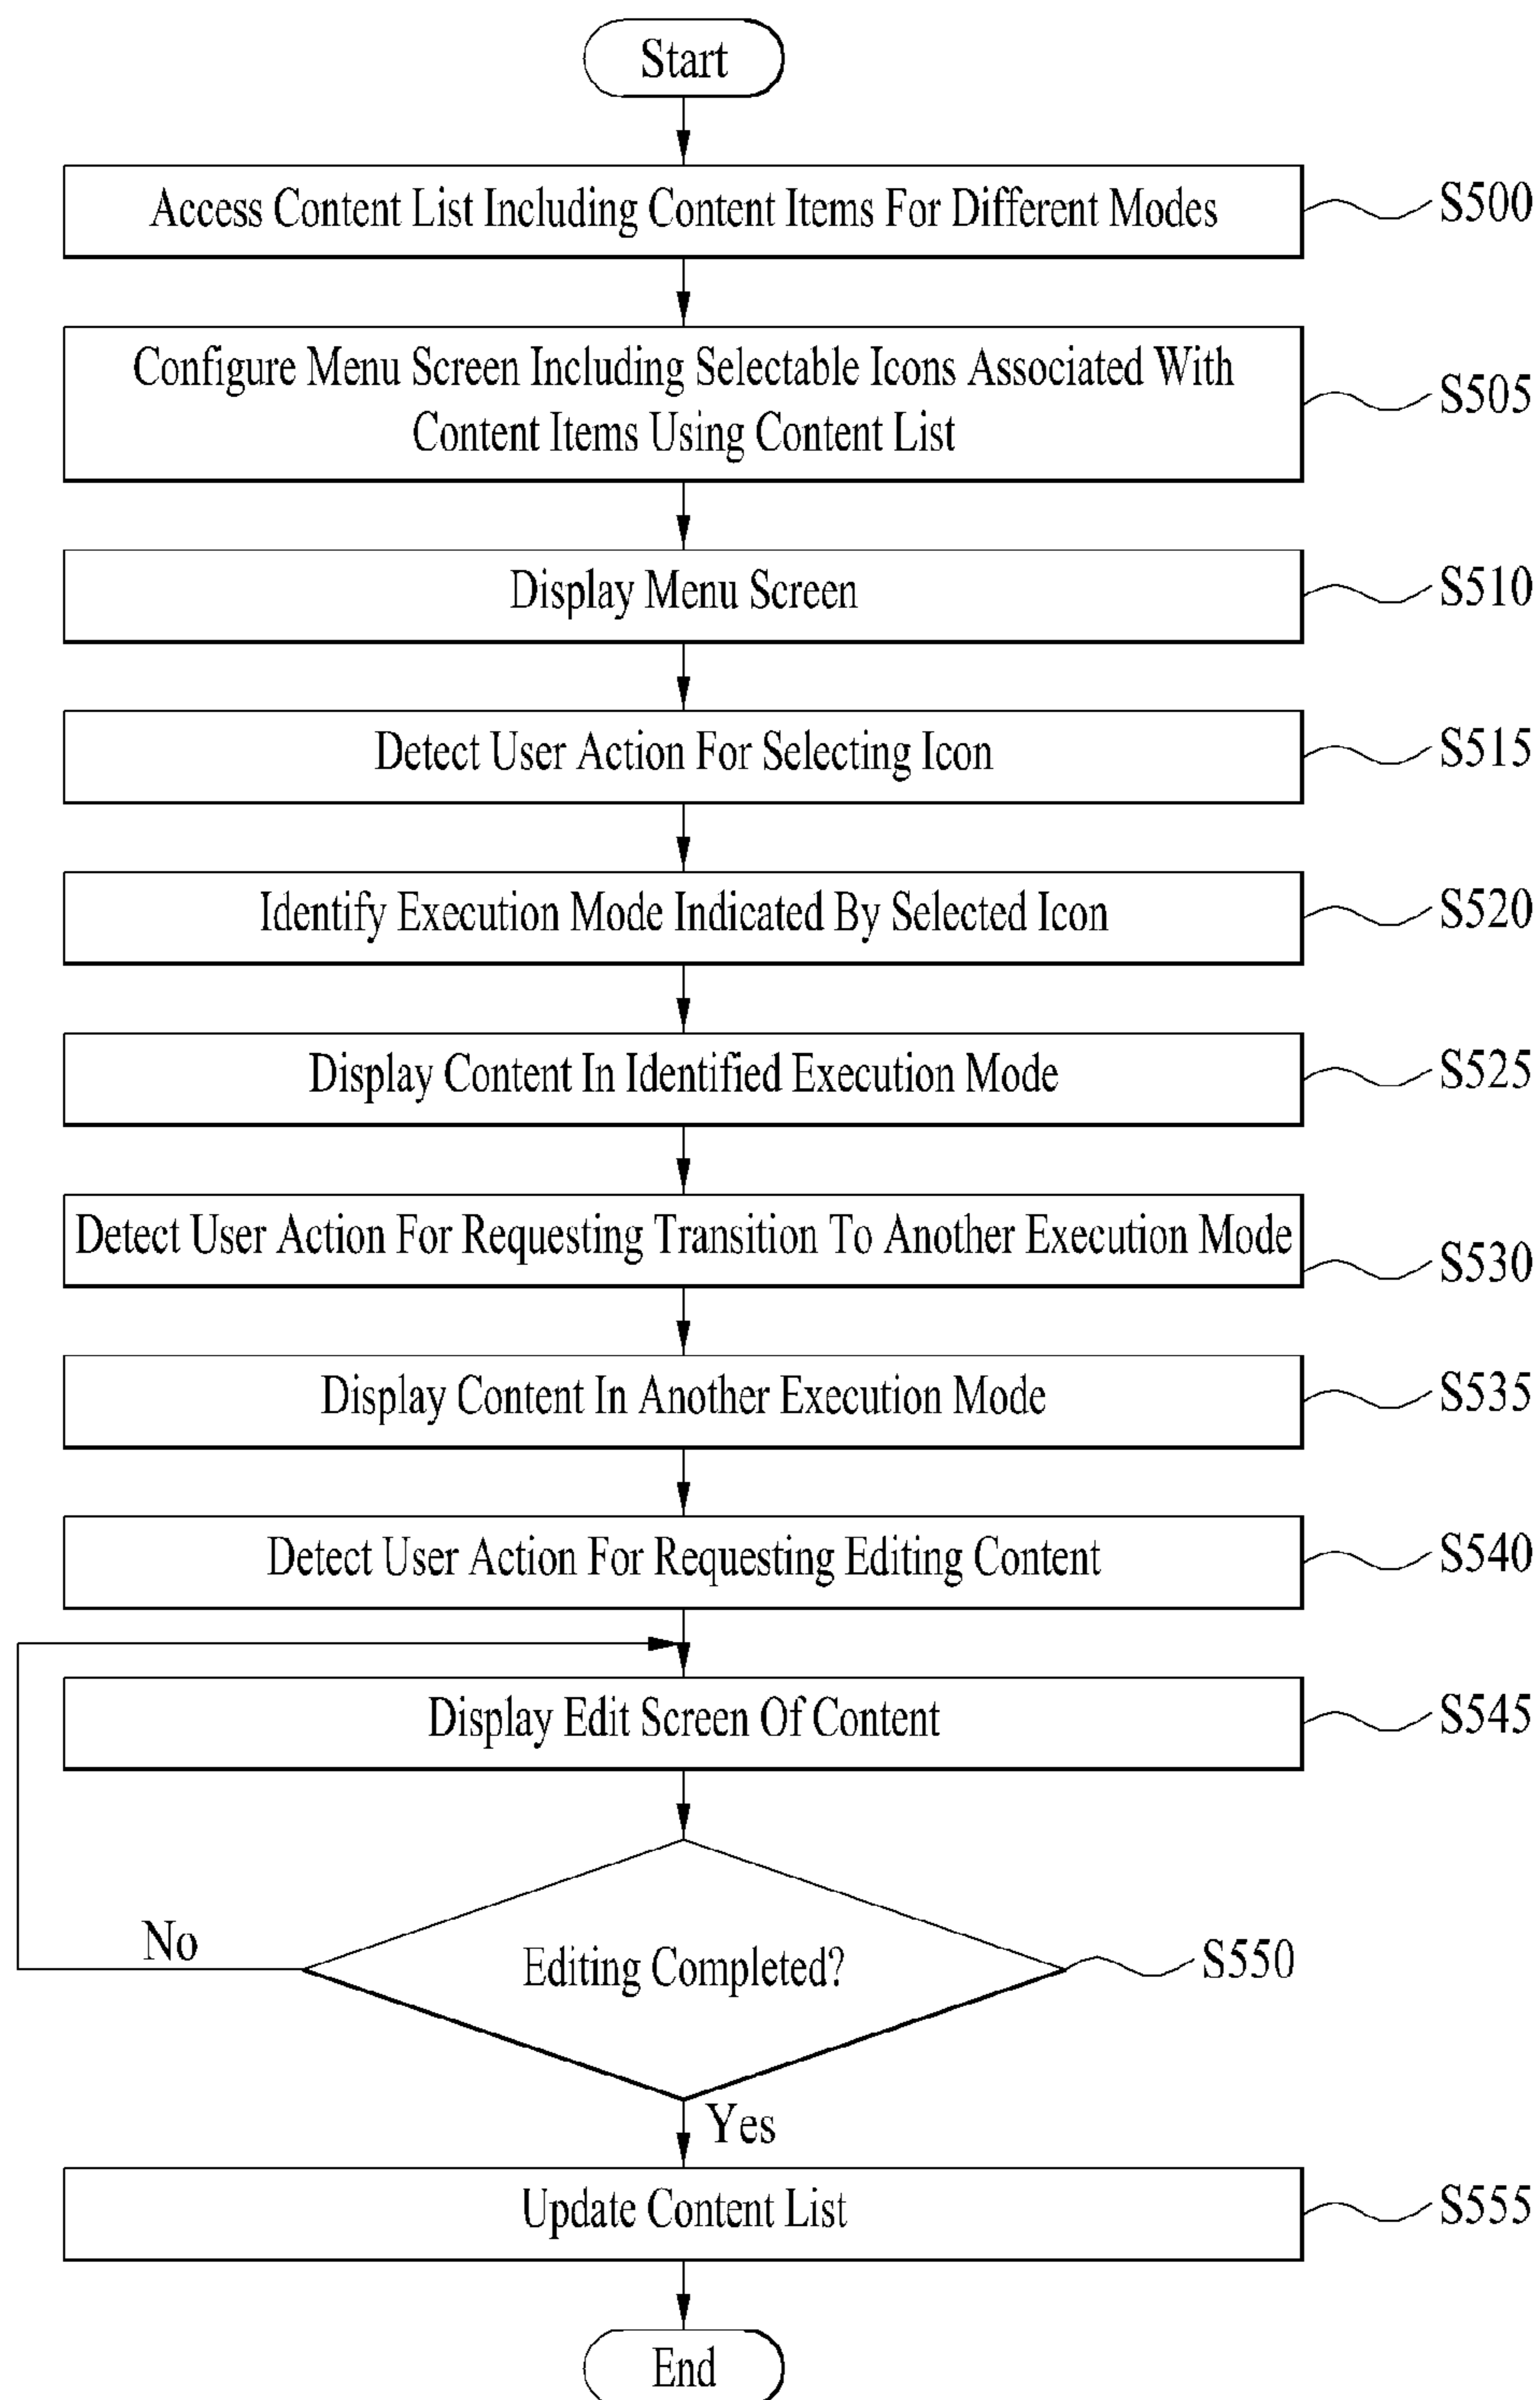 Start
Access Content List Including Content Items For Different Modes
S500
Configure Menu Screen Including Selectable Icons Associated With
Content Items Using Content List
S505
Display Menu Screen
S510
Detect User Action For Selecting Icon
S515
Identify Execution Mode Indicated By Selected Icon
S520
Display Content In Identified Execution Mode
S525
Detect User Action For Requesting Transition To Another Execution Mode
S530
Display Content In Another Execution Mode
S535
Detect User Action For Requesting Editing Content
S540
Display Edit Screen Of Content
S545
No
Editing Completed?
S550
Yes
Update Content List
S555
End